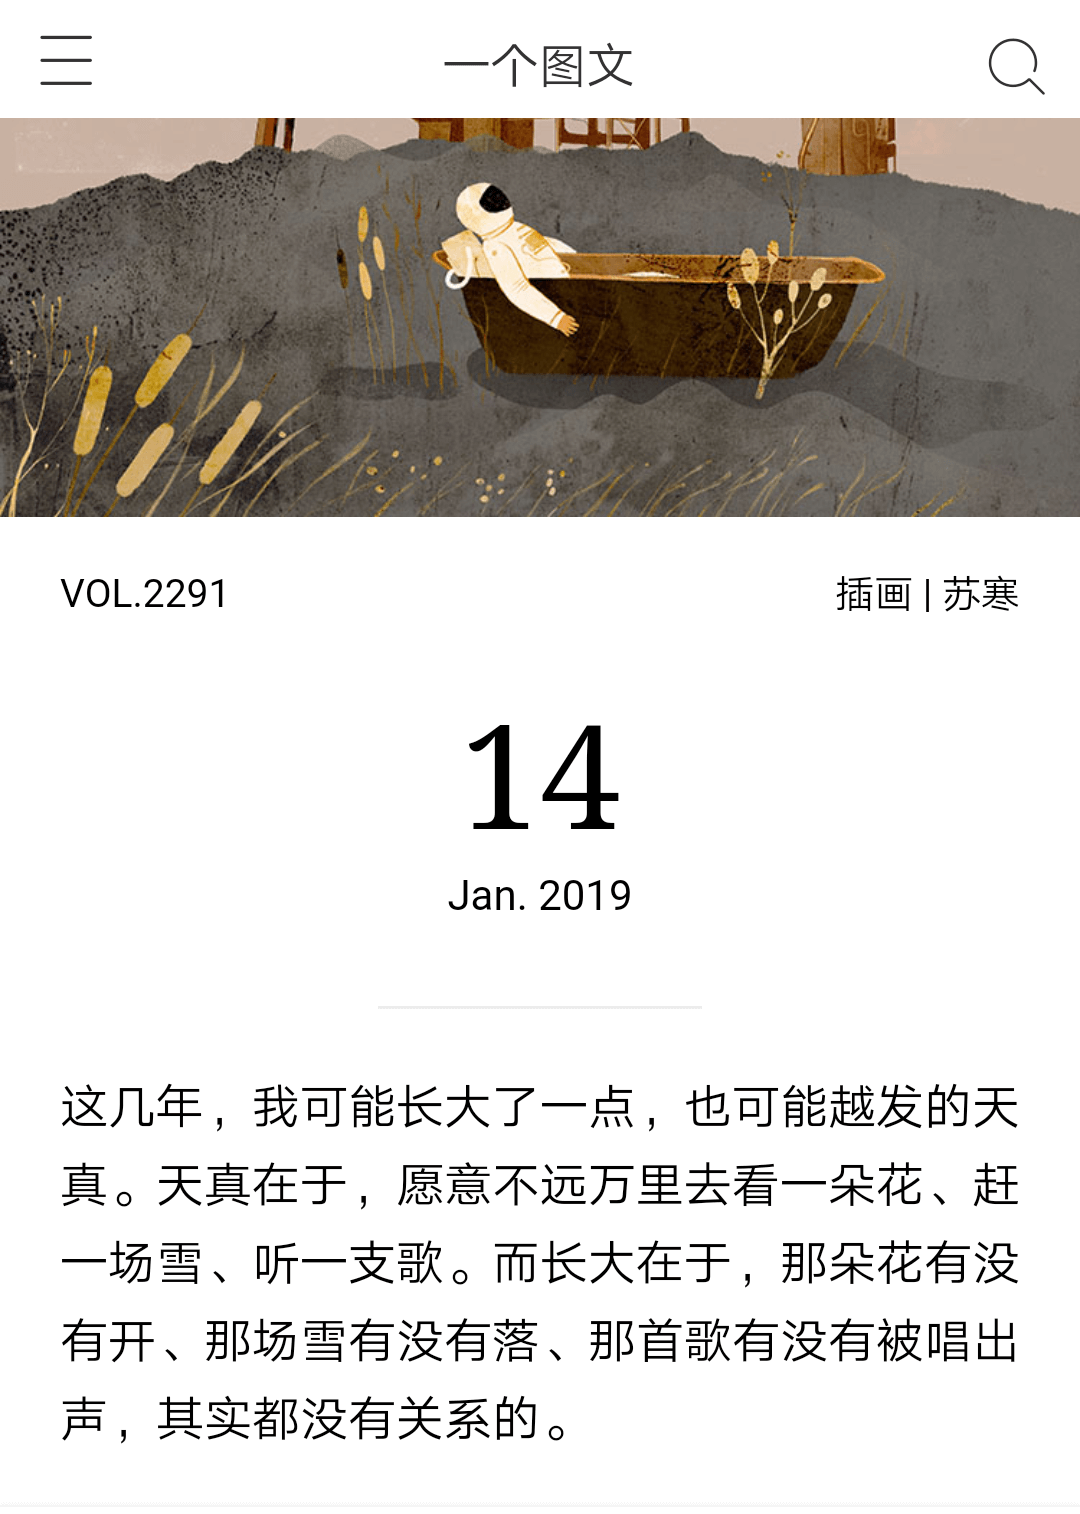 一个图文
VOL.2291
插画 | 苏寒
14
Jan. 2019
这几年，我可能长大了一点，也可能越发的天
真。天真在于，愿意不远万里去看一朵花、赶
一场雪、听一支歌。而长大在于，那朵花有没
有开、那场雪有没有落、那首歌有没有被唱出
声，其实都没有关系的。